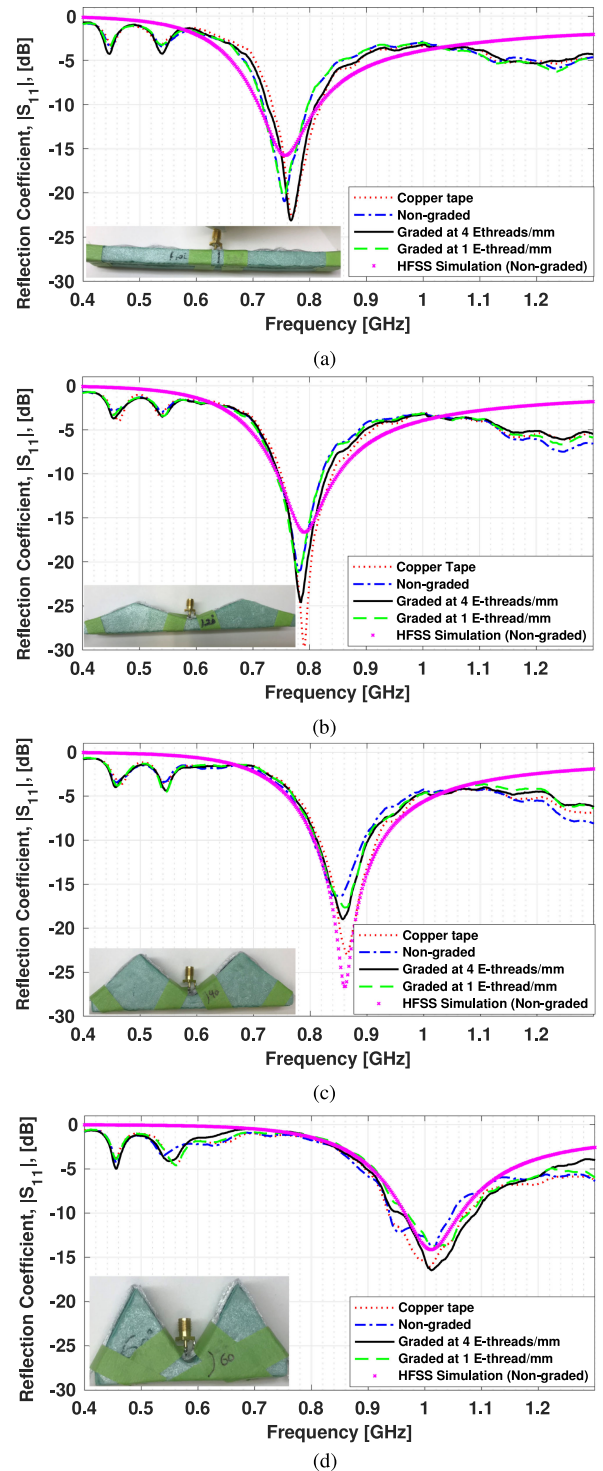 0
-5
-10
-15
-20
-25
-30
Reflection Coefficient, |S11|, [dB]
Copper tape
Non-graded
Graded at 4 Ethreads/mm
Graded at 1 E-thread/mm
HFSS Simulation (Non-graded)
0.4 0.5 0.6 0.7 0.8 0.9 1 1.1 1.2
Frequency [GHz]
(a)
0
-5
-10
-15
-20
-25
-30
Reflection Coefficient, |S11|, [dB]
Copper Tape
Non-graded
Graded at 4 E-threads/mm
Graded at 1 E-thread/mm
HFSS Simulation (Non-graded)
120
0.4 0.5 0.6 0.7 0.8 0.9 1 1.1 1.2
Frequency [GHz]
(b)
0
-5
-10
-15
-20
-25
-30
Reflection Coefficient, |S11|, [dB]
Copper tape
Non-graded
Graded at 4 E-threads/mm
Graded at 1 E-thread/mm
HFSS Simulation (Non-graded
90
0.4 0.5 0.6 0.7 0.8 0.9 1 1.1 1.2
Frequency [GHz]
(c)
0
-5
-10
-15
-20
-25
-30
Reflection Coefficient, |S11|, [dB]
Copper tape
Non-graded
Graded at 4 E-threads/mm
Graded at 1 E-thread/mm
HFSS Simulation (Non-graded)
60
0.4 0.5 0.6 0.7 0.8 0.9 1 1.1 1.2
Frequency [GHz]
(d)